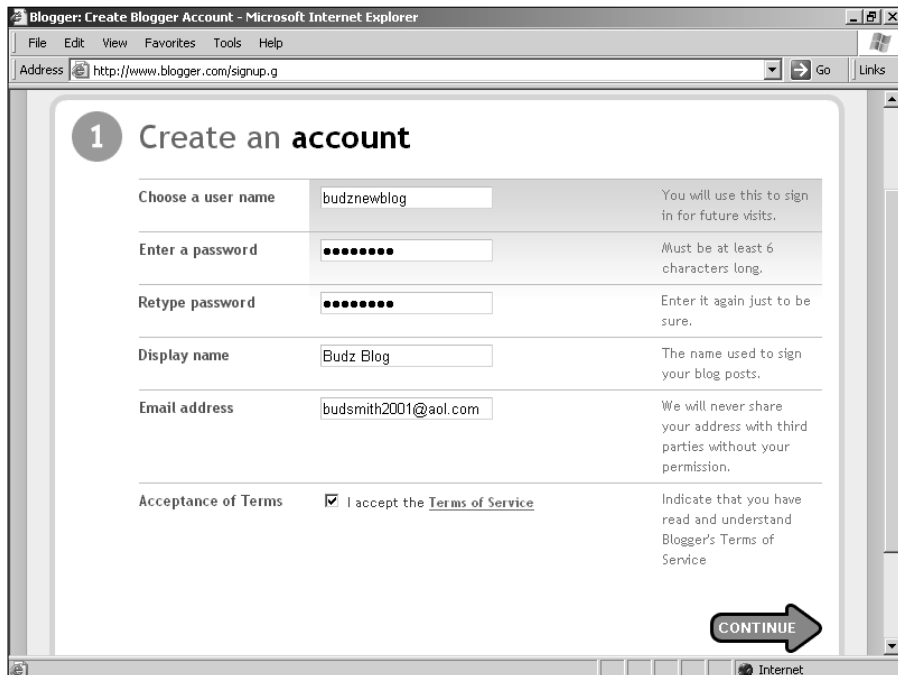 Blogger: Create Blogger Account - Microsoft Internet Explorer
File Edit View Favorites Tools Help
Address http://www.blogger.com/signup.g Go Links
1 Create an account
Choose a user name budznewblog You will use this to sign
in for future visits.
Enter a password •••••••• Must be at least 6
characters long.
Retype password •••••••• Enter it again just to be
sure.
Display name Budz Blog The name used to sign
your blog posts.
Email address budsmith2001@aol.com We will never share
your address with third
parties without your
permission.
Acceptance of Terms I accept the Terms of Service Indicate that you have
read and understand
Blogger's Terms of
Service
CONTINUE
Internet